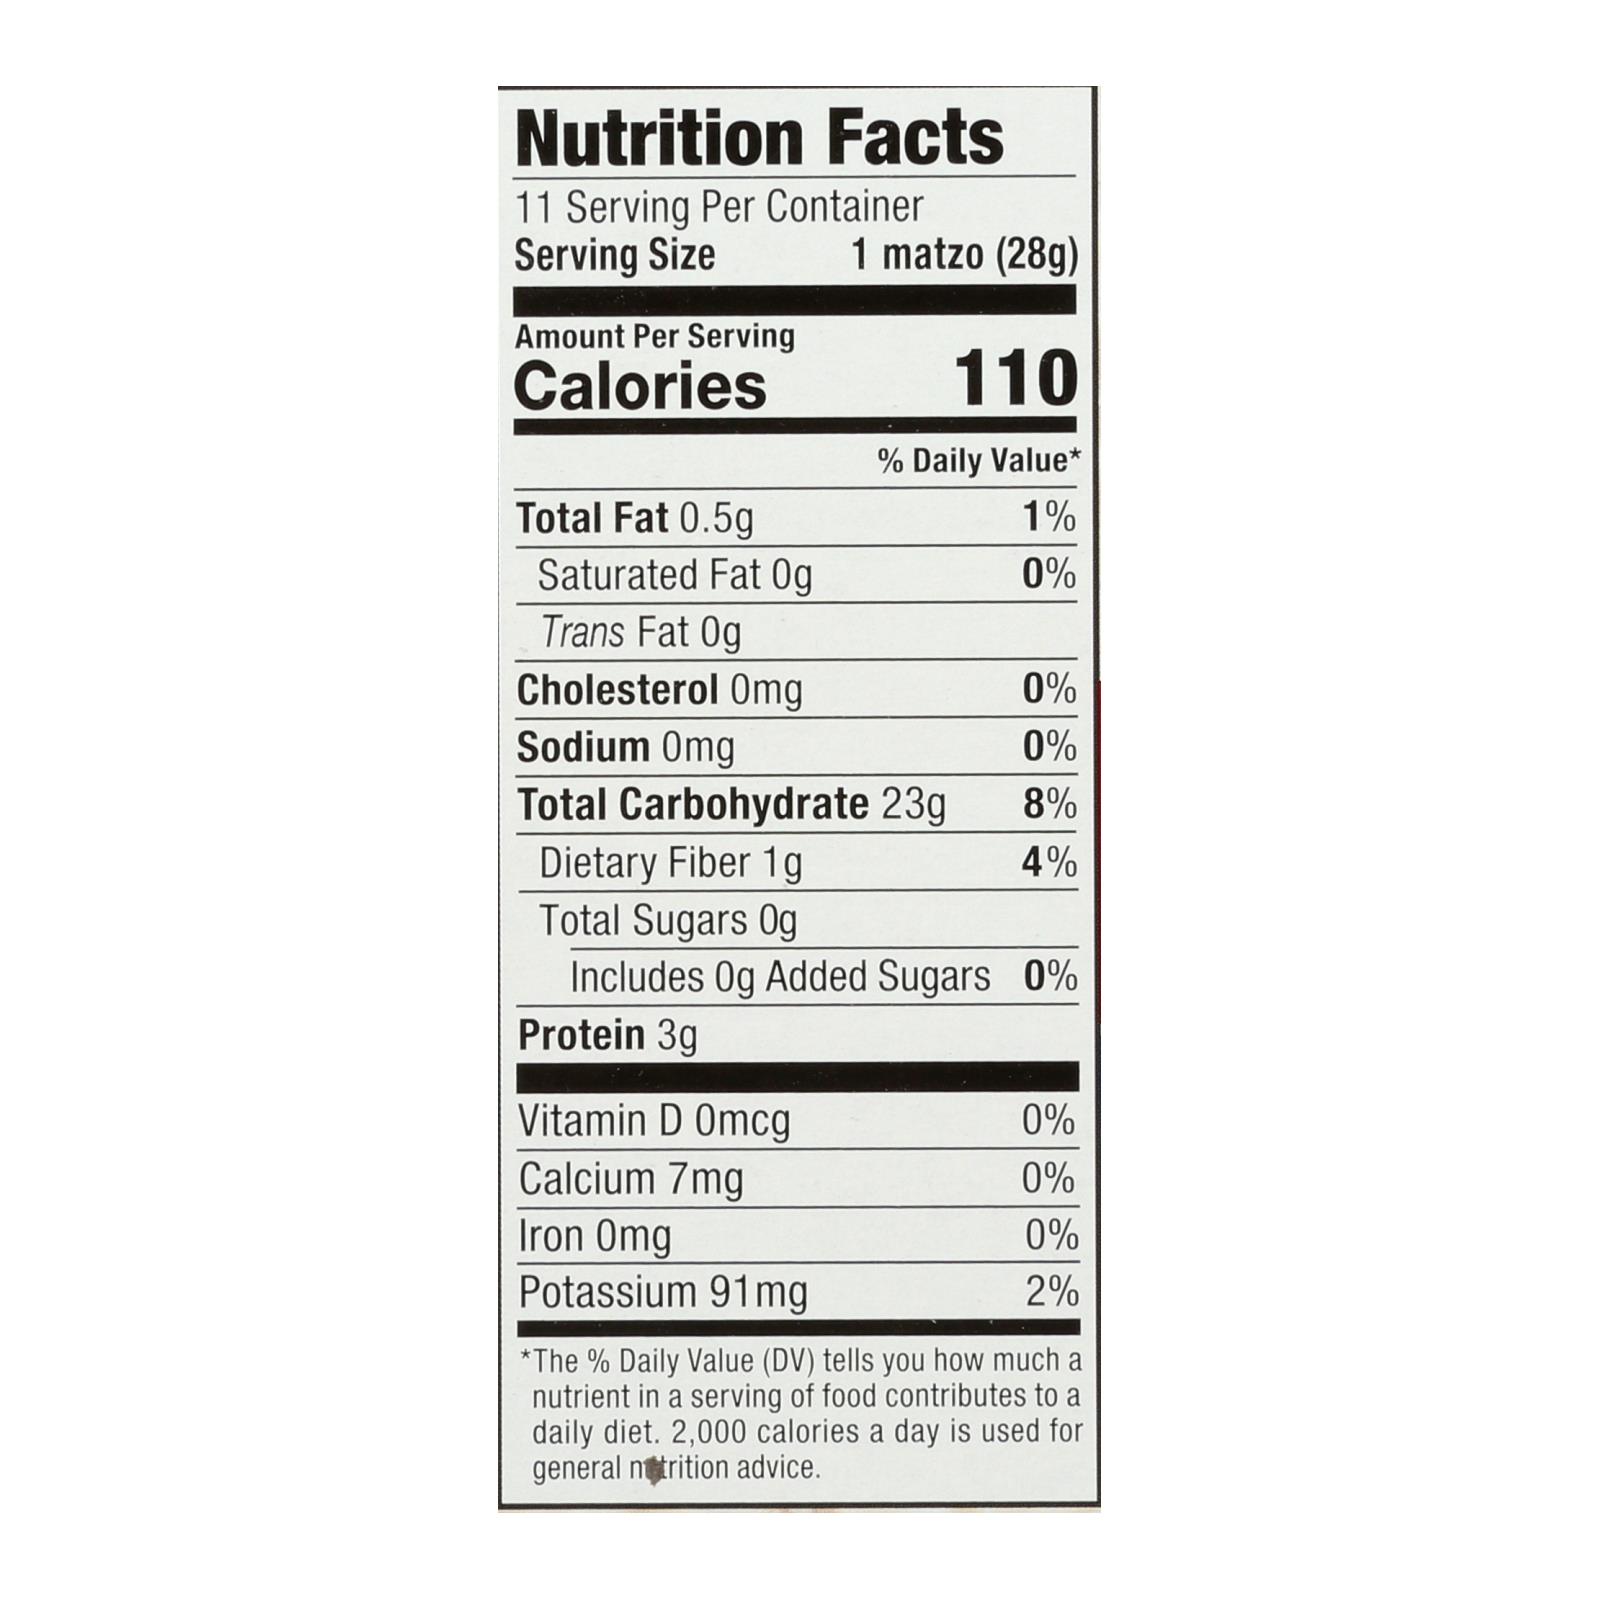 Nutrition Facts
11 Serving Per Container
Serving Size 1 matzo (28g)
Amount Per Serving
Calories 110
% Daily Value*
Total Fat 0.5g 1%
Saturated Fat 0g 0%
Trans Fat 0g
Cholesterol 0mg 0%
Sodium 0mg 0%
Total Carbohydrate 23g 8%
Dietary Fiber 1g 4%
Total Sugars 0g
Includes 0g Added Sugars 0%
Protein 3g
Vitamin D 0mcg 0%
Calcium 7mg 0%
Iron 0mg 0%
Potassium 91mg 2%
*The % Daily Value (DV) tells you how much a
nutrient in a serving of food contributes to a
daily diet. 2,000 calories a day is used for
general nutrition advice.